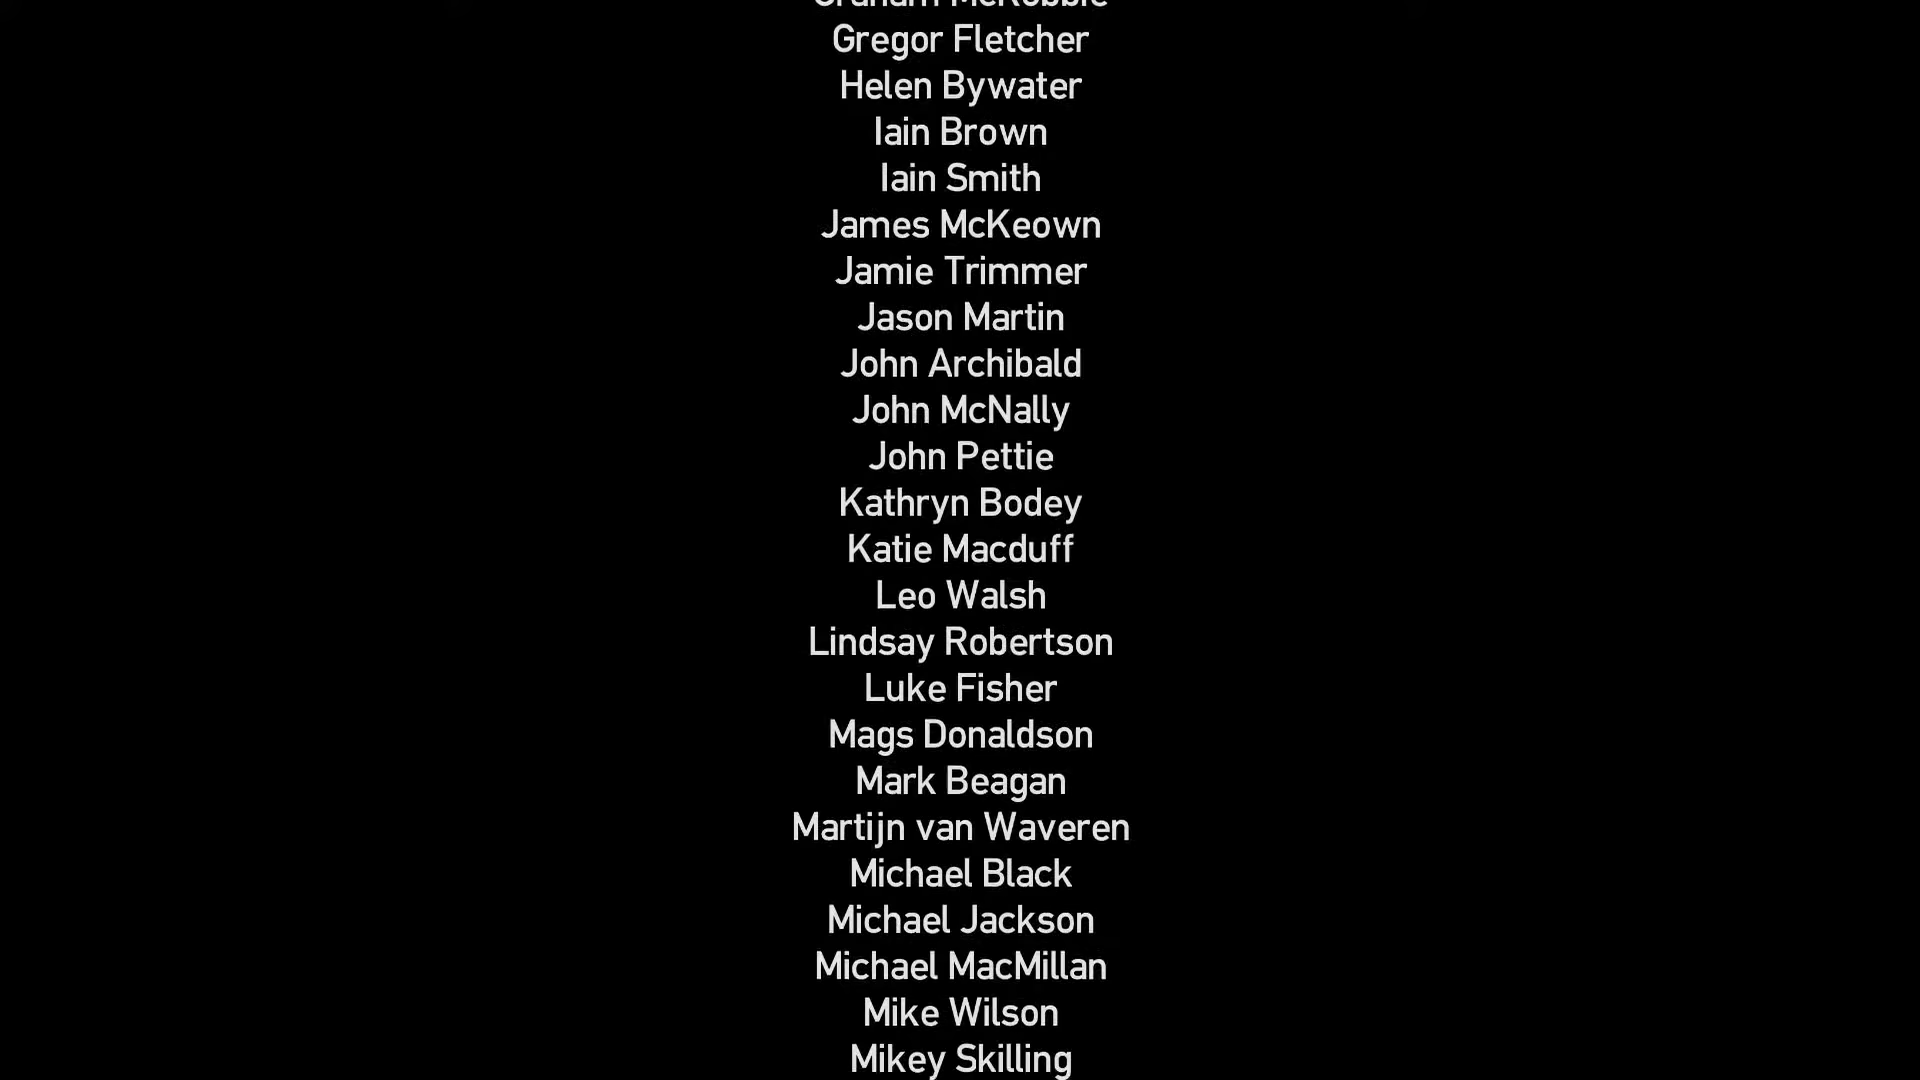 Graham McRobbie
Gregor Fletcher
Helen Bywater
Iain Brown
Iain Smith
James McKeown
Jamie Trimmer
Jason Martin
John Archibald
John McNally
John Pettie
Kathryn Bodey
Katie Macduff
Leo Walsh
Lindsay Robertson
Luke Fisher
Mags Donaldson
Mark Beagan
Martijn van Waveren
Michael Black
Michael Jackson
Michael MacMillan
Mike Wilson
Mikey Skilling